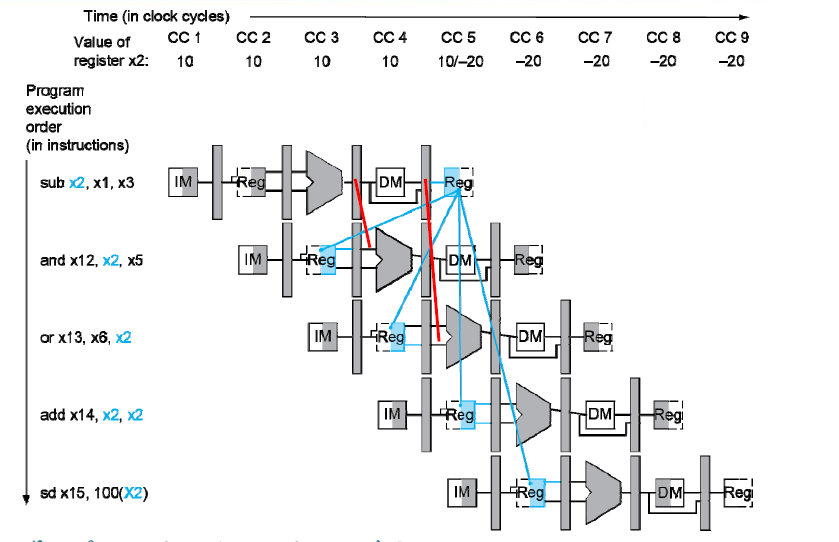 Time (in clock cycles)
Value of register x2:
CC 1 CC 2 CC 3 CC 4 CC 5 CC 6 CC 7 CC 8 CC 9
10 10 10 10 10/–20 –20 –20 –20 –20
Program
execution
order
(in instructions)
sub x2, x1, x3
IM Reg DM Reg
and x12, x2, x5
IM Reg DM Reg
or x13, x6, x2
IM Reg DM Reg
add x14, x2, x2
IM Reg DM Reg
sd x15, 100(X2)
IM Reg DM Reg